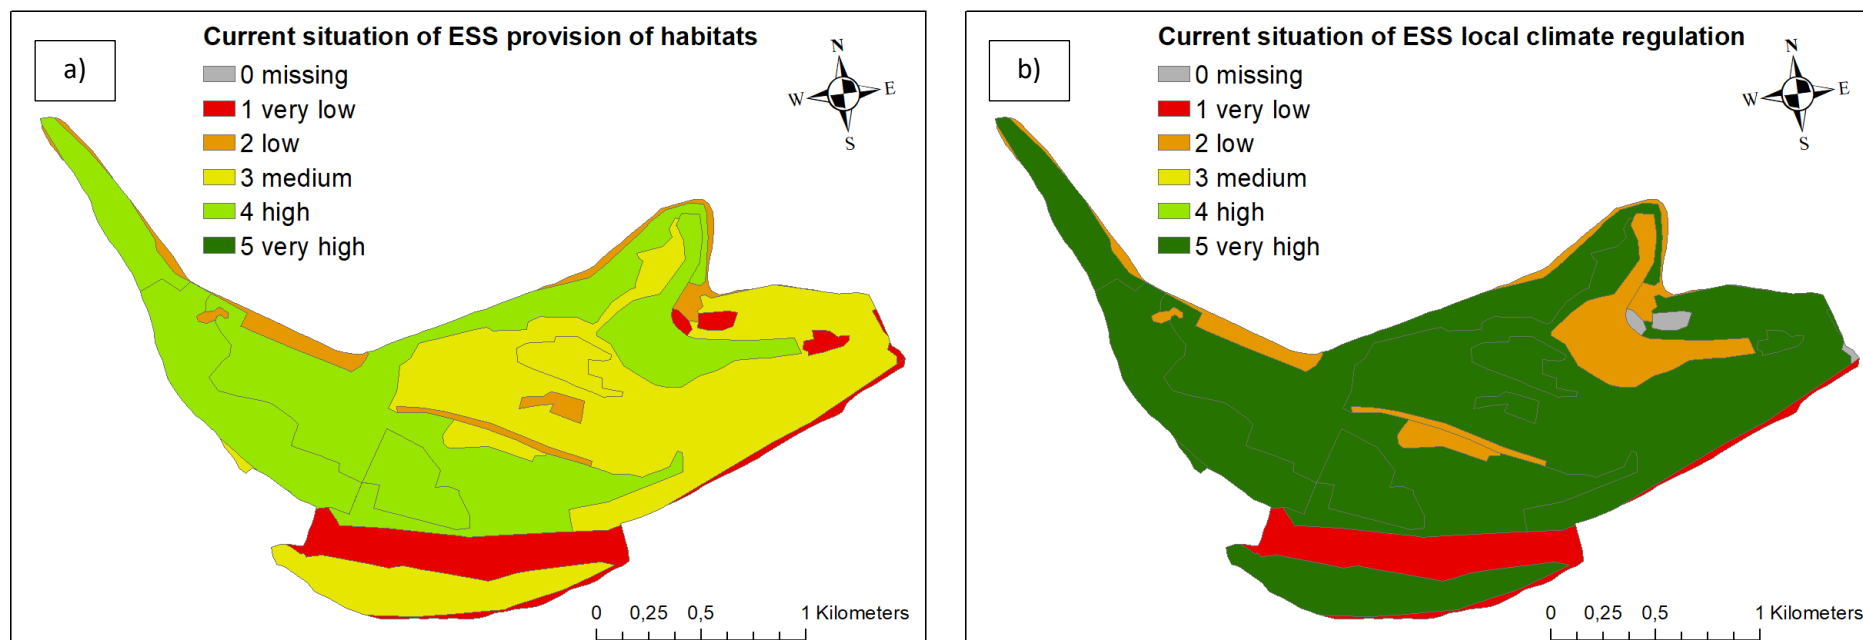 a)
Current situation of ESS provision of habitats
0 missing
1 very low
2 low
3 medium
4 high
5 very high
N
W
E
S
0 0,25 0,5 1 Kilometers
b)
Current situation of ESS local climate regulation
0 missing
1 very low
2 low
3 medium
4 high
5 very high
N
W
E
S
0 0,25 0,5 1 Kilometers